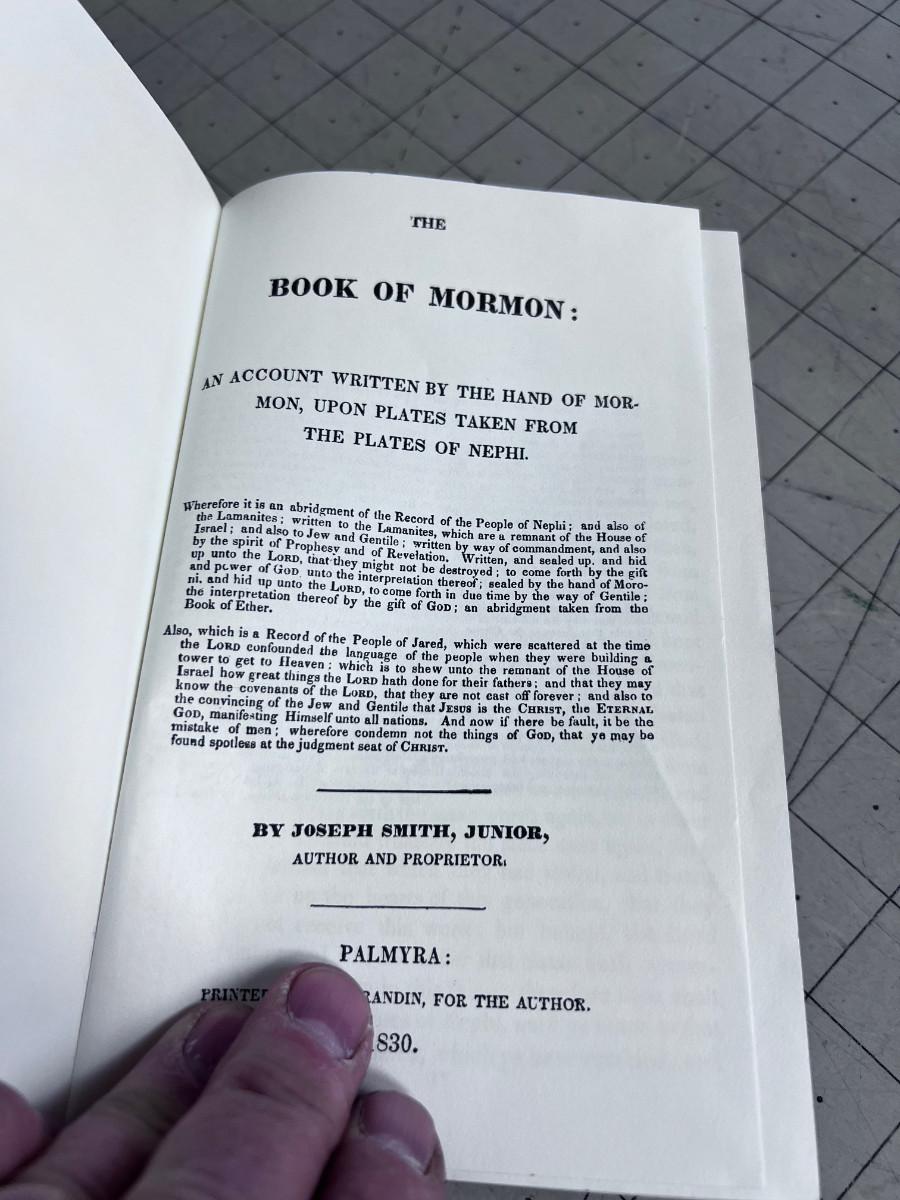 THE
BOOK OF MORMON:
AN ACCOUNT WRITTEN BY THE HAND OF MOR-
MON, UPON PLATES TAKEN FROM
THE PLATES OF NEPHI.
Wherefore it is an abridgment of the Record of the People of Nephi; and also of
the Lamanites; written to the Lamanites, which are a remnant of the House of
Israel; and also to Jew and Gentile; written by way of commandment, and also
by the spirit of Prophesy and of Revelation. Written, and sealed up, and hid
up unto the LORD, that they might not be destroyed; to come forth by the gift
and power of GOD unto the interpretation thereof; sealed by the hand of Moro-
ni, and hid up unto the LORD, to come forth in due time by the way of Gentile;
the interpretation thereof by the gift of GOD; an abridgment taken from the
Book of Ether.
Also, which is a Record of the People of Jared, which were scattered at the time
the LORD confounded the language of the people when they were building a
tower to get to Heaven: which is to shew unto the remnant of the House of
Israel how great things the LORD hath done for their fathers; and that they may
know the covenants of the LORD, that they are not cast off forever; and also to
the convincing of the Jew and Gentile that JESUS is the CHRIST, the ETERNAL
GOD, manifesting Himself unto all nations. And now if there be fault, it be the
mistake of men; wherefore condemn not the things of GOD, that ye may be
found spotless at the judgment seat of CHRIST.
BY JOSEPH SMITH, JUNIOR,
AUTHOR AND PROPRIETOR.
PALMYRA:
PRINTE RANDIN, FOR THE AUTHOR.
830.